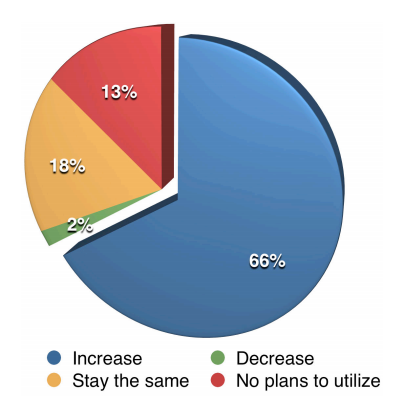 13%
18%
2%
66%
Increase
Decrease
Stay the same
No plans to utilize